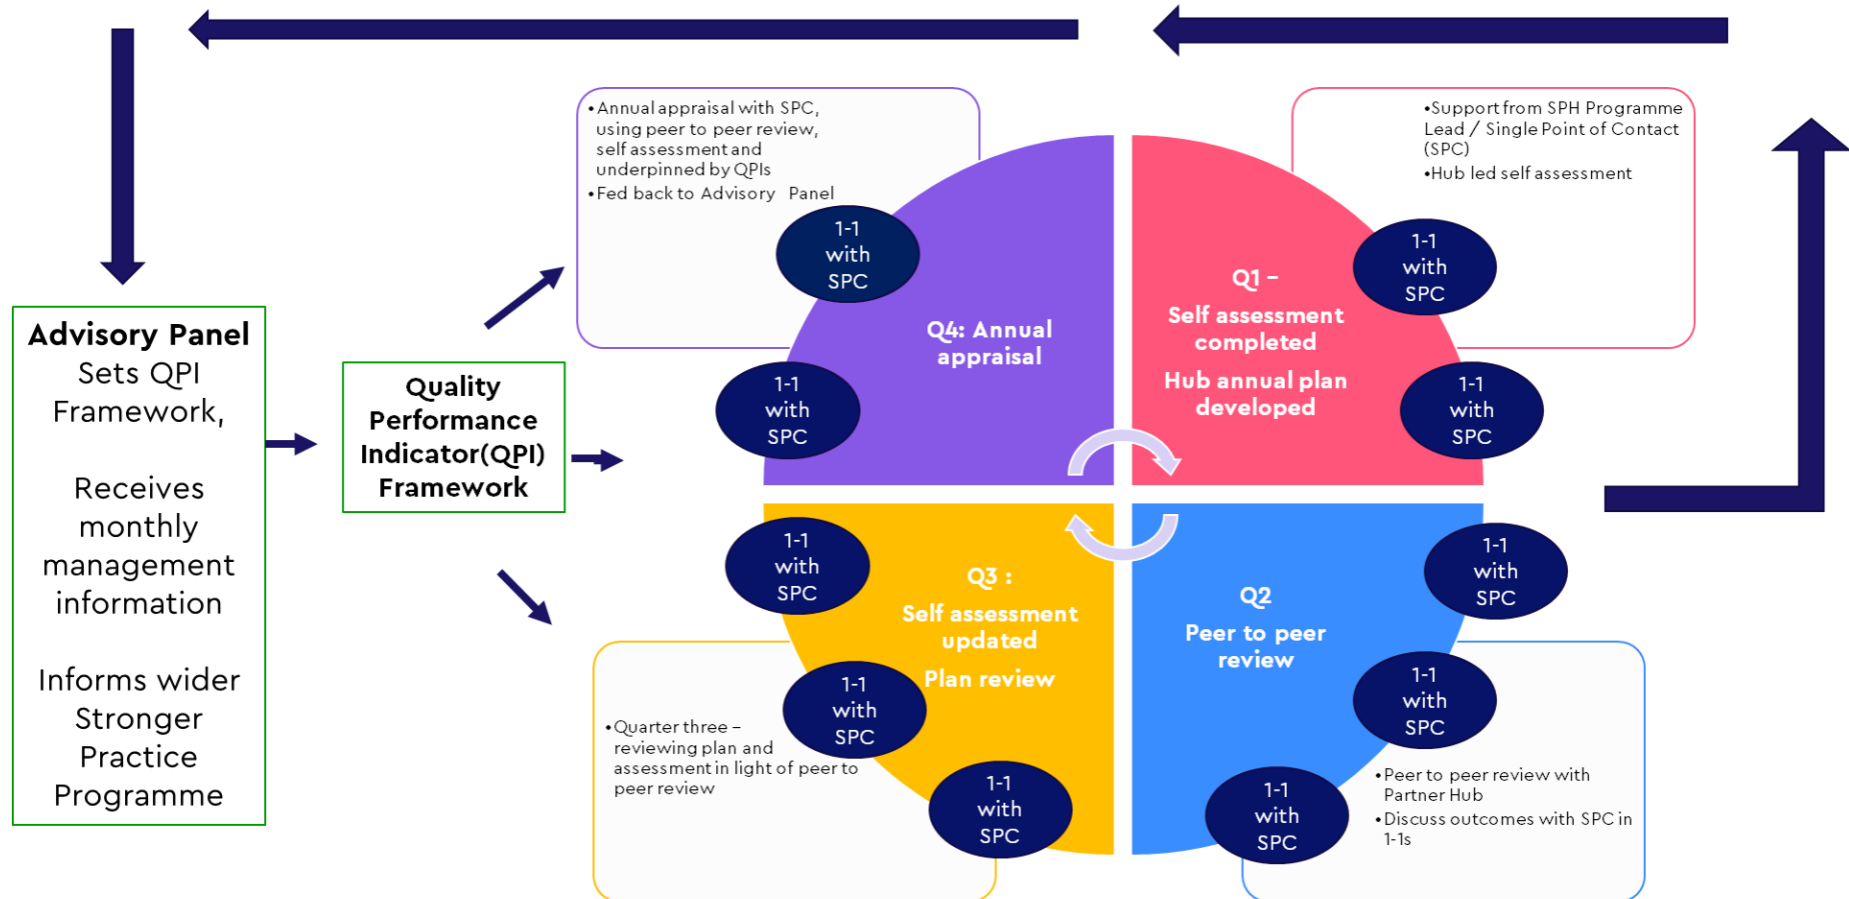 Advisory Panel
Sets QPI
Framework,
Receives
monthly
management
information
Informs wider
Stronger
Practice
Programme
Quality
Performance
Indicator(QPI)
Framework
•Annual appraisal with SPC,
using peer to peer review,
self assessment and
underpinned by QPIs
•Fed back to Advisory Panel
1-1
with
SPC
1-1
with
SPC
Q4: Annual
appraisal
•Support from SPH Programme
Lead / Single Point of Contact
(SPC)
•Hub led self assessment
Q1 –
Self assessment
completed
Hub annual plan
developed
1-1
with
SPC
1-1
with
SPC
1-1
with
SPC
Q3 :
Self assessment
updated
Plan review
1-1
with
SPC
1-1
with
SPC
•Quarter three –
reviewing plan and
assessment in light of peer to
peer review
Q2
Peer to peer
review
1-1
with
SPC
1-1
with
SPC
1-1
with
SPC
•Peer to peer review with
Partner Hub
•Discuss outcomes with SPC in
1-1s